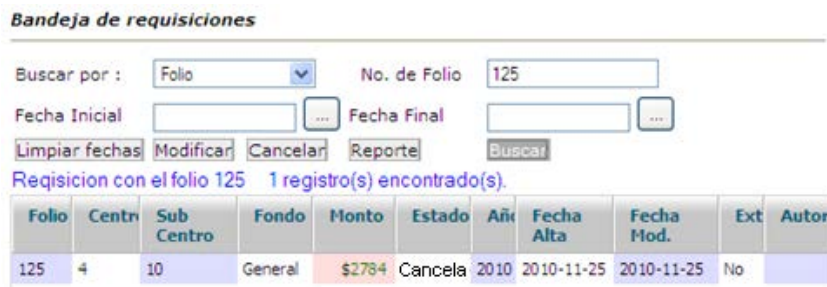 Bandeja de requisiciones
Buscar por : Folio No. de Folio 125
Fecha Inicial ... Fecha Final ...
Limpiar fechas Modificar Cancelar Reporte Buscar
Reqisicion con el folio 125 1 registro(s) encontrado(s).
Folio Centr Sub Centro Fondo Monto Estado Añ Fecha Alta Fecha Mod. Ext Autor
125 4 10 General $2784 Cancela 2010 2010-11-25 2010-11-25 No